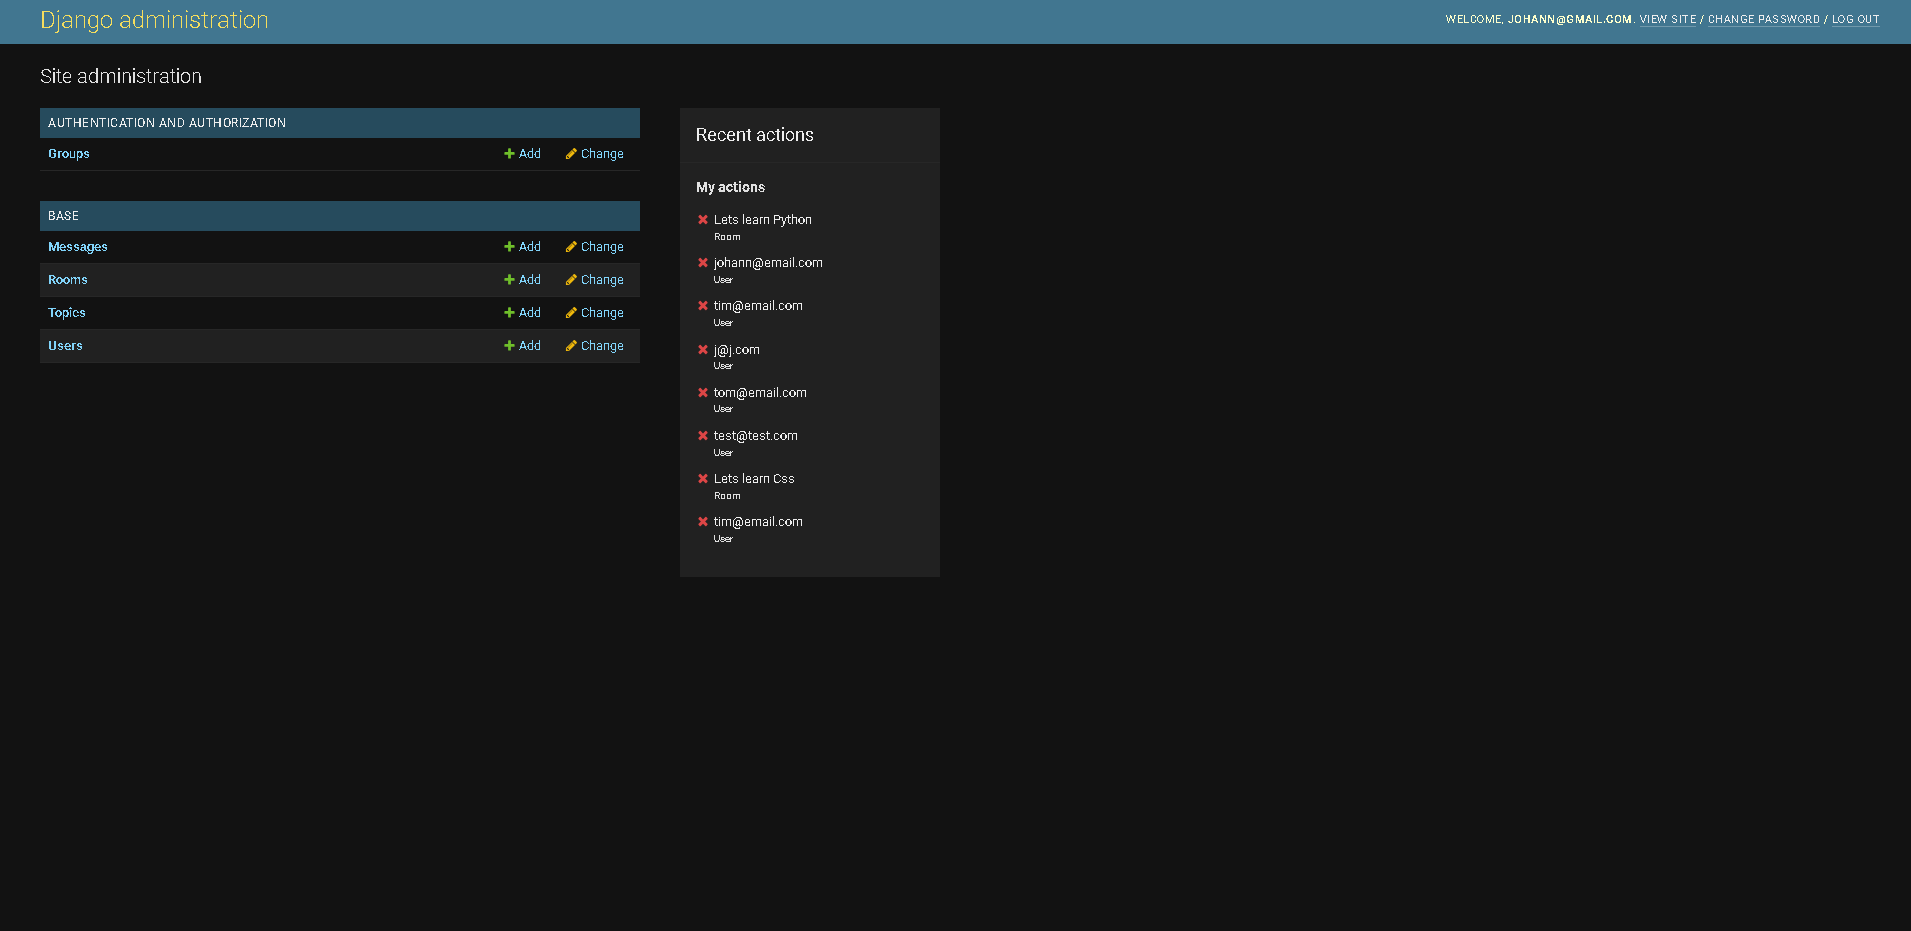 Django administration
WELCOME, JOHANN@GMAIL.COM. VIEW SITE / CHANGE PASSWORD / LOG OUT
Site administration
AUTHENTICATION AND AUTHORIZATION
Groups Add Change
BASE
Messages Add Change
Rooms Add Change
Topics Add Change
Users Add Change
Recent actions
My actions
Lets learn Python
Room
johann@email.com
User
tim@email.com
User
j@j.com
User
tom@email.com
User
test@test.com
User
Lets learn Css
Room
tim@email.com
User